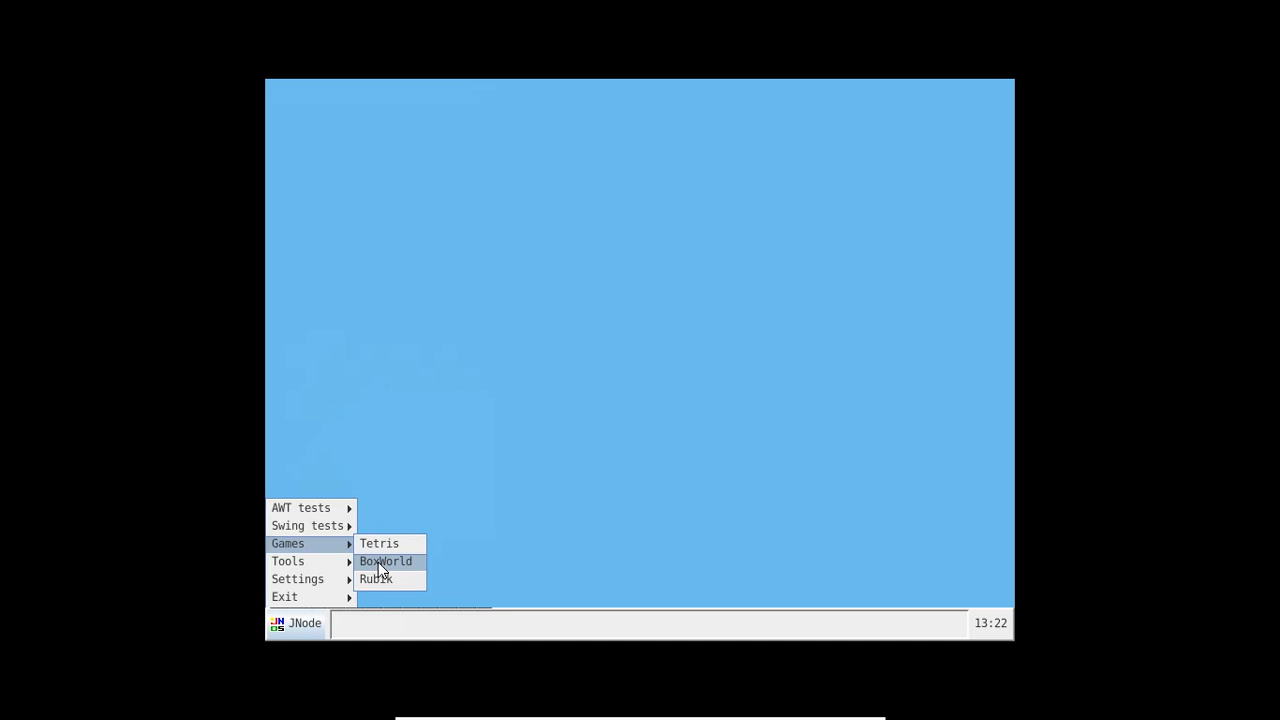 AWT tests
Swing tests
Games
Tools
Settings
Exit
Tetris
BoxWorld
Rubik
JNode
13:22